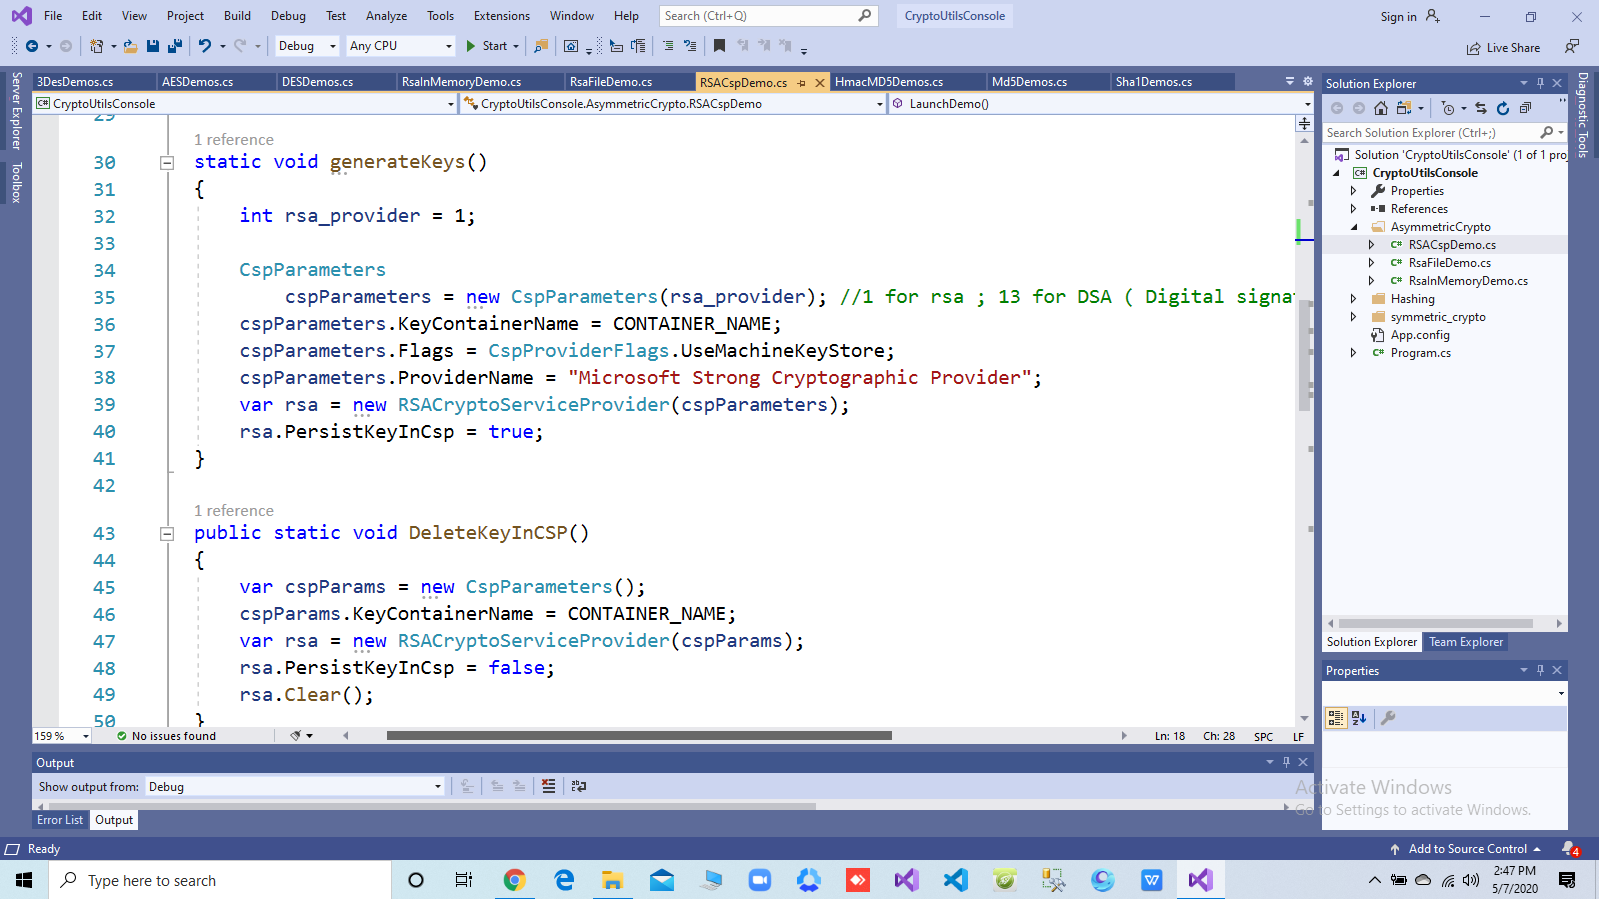 File Edit View Project Build Debug Test Analyze Tools Extensions Window Help Search (Ctrl+Q) CryptoUtilsConsole Sign in
Debug Any CPU Start Live Share
3DesDemos.cs AESDemos.cs DESDemos.cs RsaInMemoryDemo.cs RsaFileDemo.cs RSACspDemo.cs HmacMD5Demos.cs Md5Demos.cs Sha1Demos.cs
C# CryptoUtilsConsole CryptoUtilsConsole.AsymmetricCrypto.RSACspDemo LaunchDemo()
Server Explorer
Toolbox
29
1 reference
30 static void generateKeys()
31 {
32 int rsa_provider = 1;
33
34 CspParameters
35 cspParameters = new CspParameters(rsa_provider); //1 for rsa ; 13 for DSA ( Digital signa
36 cspParameters.KeyContainerName = CONTAINER_NAME;
37 cspParameters.Flags = CspProviderFlags.UseMachineKeyStore;
38 cspParameters.ProviderName = "Microsoft Strong Cryptographic Provider";
39 var rsa = new RSACryptoServiceProvider(cspParameters);
40 rsa.PersistKeyInCsp = true;
41 }
42
1 reference
43 public static void DeleteKeyInCSP()
44 {
45 var cspParams = new CspParameters();
46 cspParams.KeyContainerName = CONTAINER_NAME;
47 var rsa = new RSACryptoServiceProvider(cspParams);
48 rsa.PersistKeyInCsp = false;
49 rsa.Clear();
50 }
159 % No issues found Ln: 18 Ch: 28 SPC LF
Output
Show output from: Debug
Error List Output
Solution Explorer
Search Solution Explorer (Ctrl+;)
Solution 'CryptoUtilsConsole' (1 of 1 proj
C# CryptoUtilsConsole
Properties
References
AsymmetricCrypto
C# RSACspDemo.cs
C# RsaFileDemo.cs
C# RsaInMemoryDemo.cs
Hashing
symmetric_crypto
App.config
C# Program.cs
Solution Explorer Team Explorer
Properties
Diagnostic Tools
Activate Windows
Go to Settings to activate Windows.
Ready Add to Source Control 4
Type here to search
2:47 PM
5/7/2020